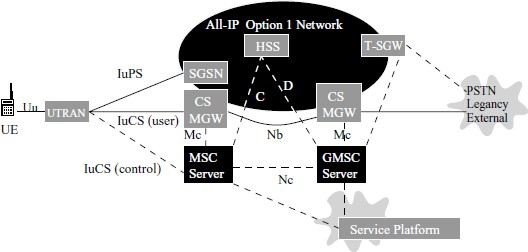 All-IP Option 1 Network
HSS
T-SGW
IuPS
SGSN
D
C
PSTN
Legancy
External
Uu
UE
UTRAN
IuCS (user)
CS
MGW
CS
MGW
Mc
Nb
Mc
IuCS (control)
MSC
Server
Nc
GMSC
Server
Service Platform